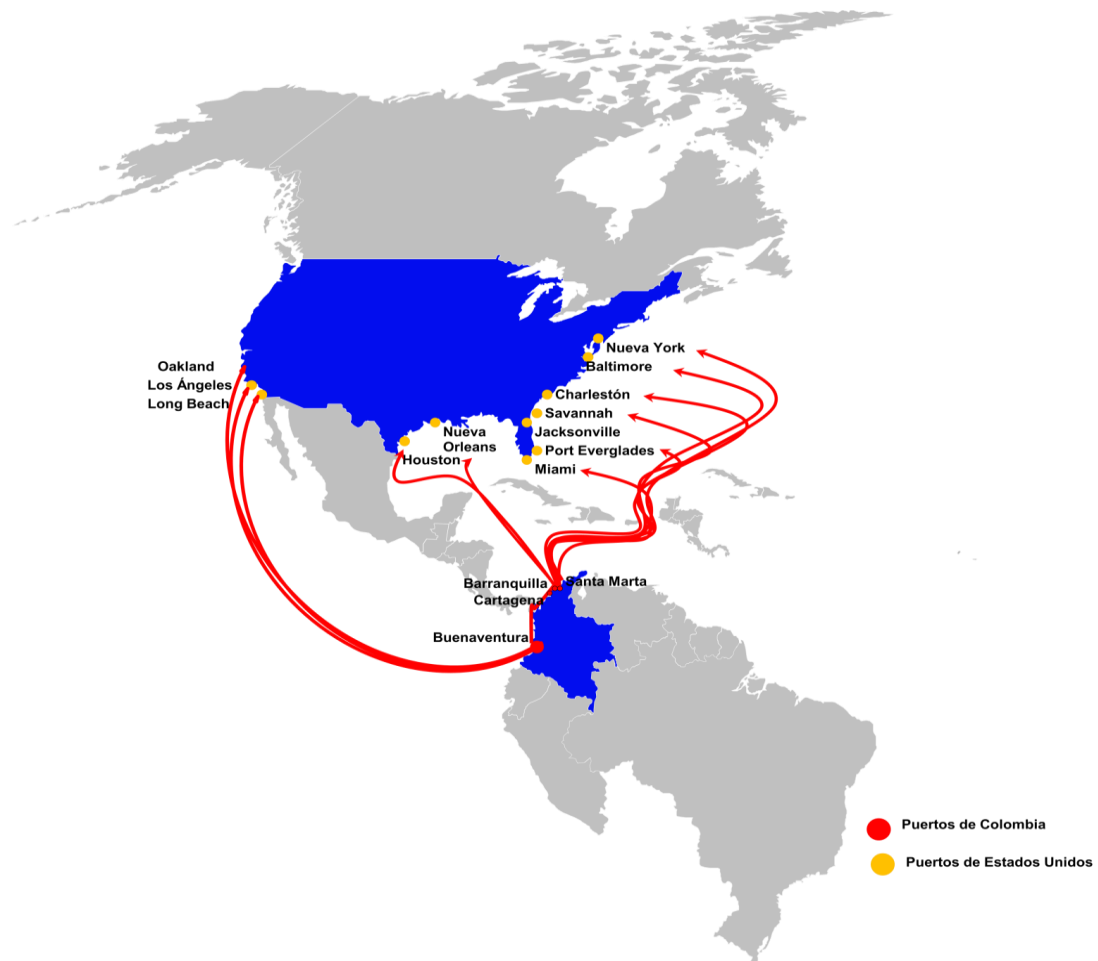 Oakland
Los Ángeles
Long Beach
Nueva York
Baltimore
Charlestón
Savannah
Jacksonville
Port Everglades
Miami
Nueva
Orleans
Houston
Barranquilla
Santa Marta
Cartagena
Buenaventura
Puertos de Colombia
Puertos de Estados Unidos